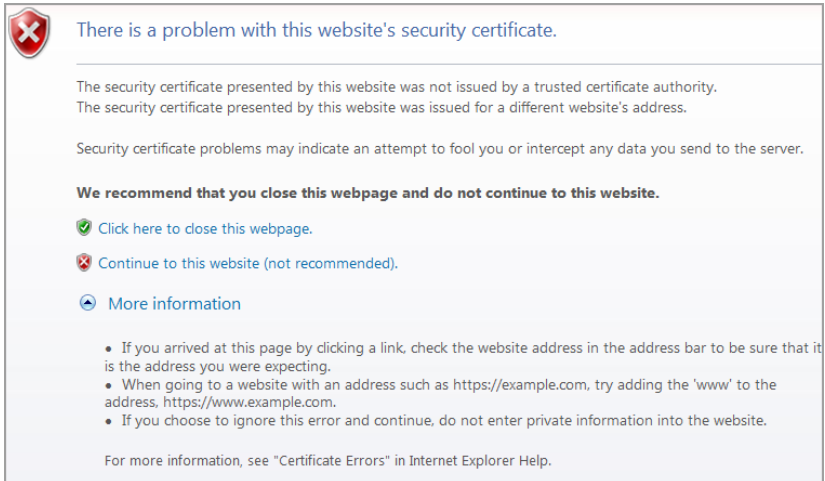 There is a problem with this website's security certificate.
The security certificate presented by this website was not issued by a trusted certificate authority.
The security certificate presented by this website was issued for a different website's address.
Security certificate problems may indicate an attempt to fool you or intercept any data you send to the server.
We recommend that you close this webpage and do not continue to this website.
Click here to close this webpage.
Continue to this website (not recommended).
More information
• If you arrived at this page by clicking a link, check the website address in the address bar to be sure that it
is the address you were expecting.
• When going to a website with an address such as https://example.com, try adding the 'www' to the
address, https://www.example.com.
• If you choose to ignore this error and continue, do not enter private information into the website.
For more information, see "Certificate Errors" in Internet Explorer Help.